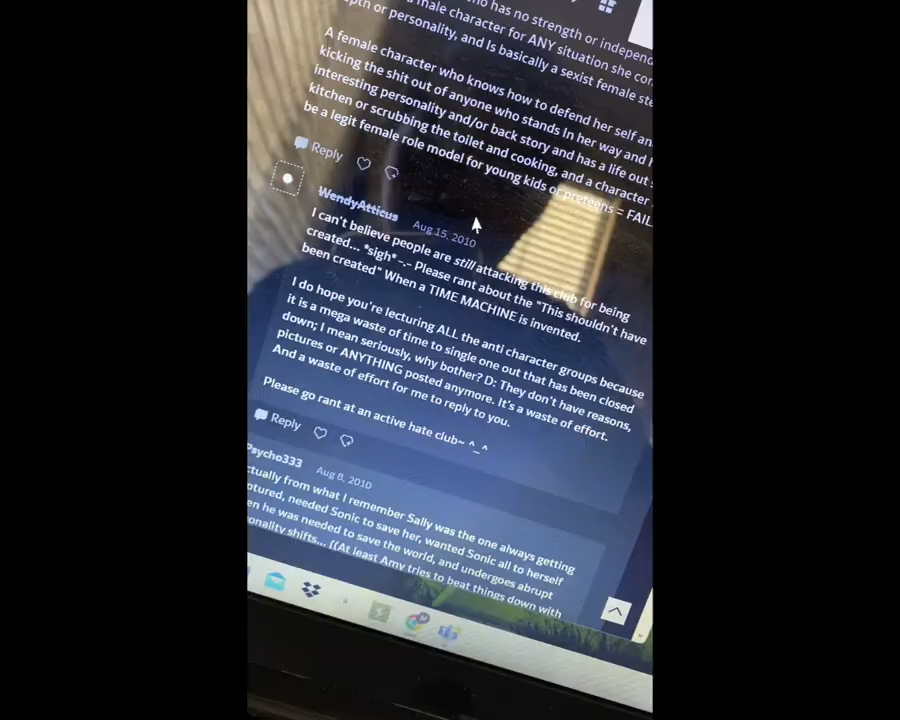 who has no strength or independ
a male character for ANY situation she con
depth or personality, and Is basically a sexist female ste
A female character who knows how to defend her self an
kicking the shit out of anyone who stands In her way and h
interesting personality and/or back story and has a life out
kitchen or scrubbing the toilet and cooking, and a character
be a legit female role model for young kids or preteens = FAIL
Reply
WendyAtticus
Aug 15, 2010
I can't believe people are still attacking this club for being
created... *sigh* -.- Please rant about the "This shouldn't have
been created" When a TIME MACHINE is invented.
I do hope you're lecturing ALL the anti character groups because
it is a mega waste of time to single one out that has been closed
down; I mean seriously, why bother? D: They don't have reasons,
pictures or ANYTHING posted anymore. It's a waste of effort.
And a waste of effort for me to reply to you.
Please go rant at an active hate club~ ^_^
Reply
Psycho333
Aug 8, 2010
ctually from what I remember Sally was the one always getting
ptured, needed Sonic to save her, wanted Sonic all to herself
en he was needed to save the world, and undergoes abrupt
onality shifts... ((At least Amy tries to beat things down with